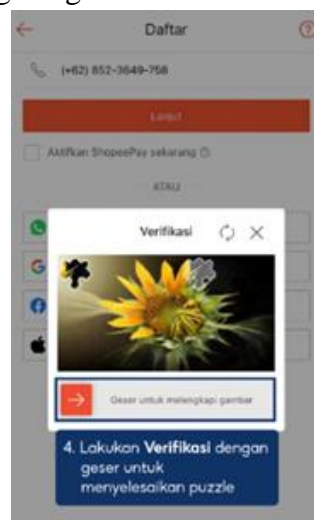 Daftar
(+62) 852-3649-758
Lanjut
Aktifkan ShopeePay sekarang
ATAU
Verifikasi
Geser untuk melengkapi gambar
4. Lakukan Verifikasi dengan
geser untuk
menyelesaikan puzzle